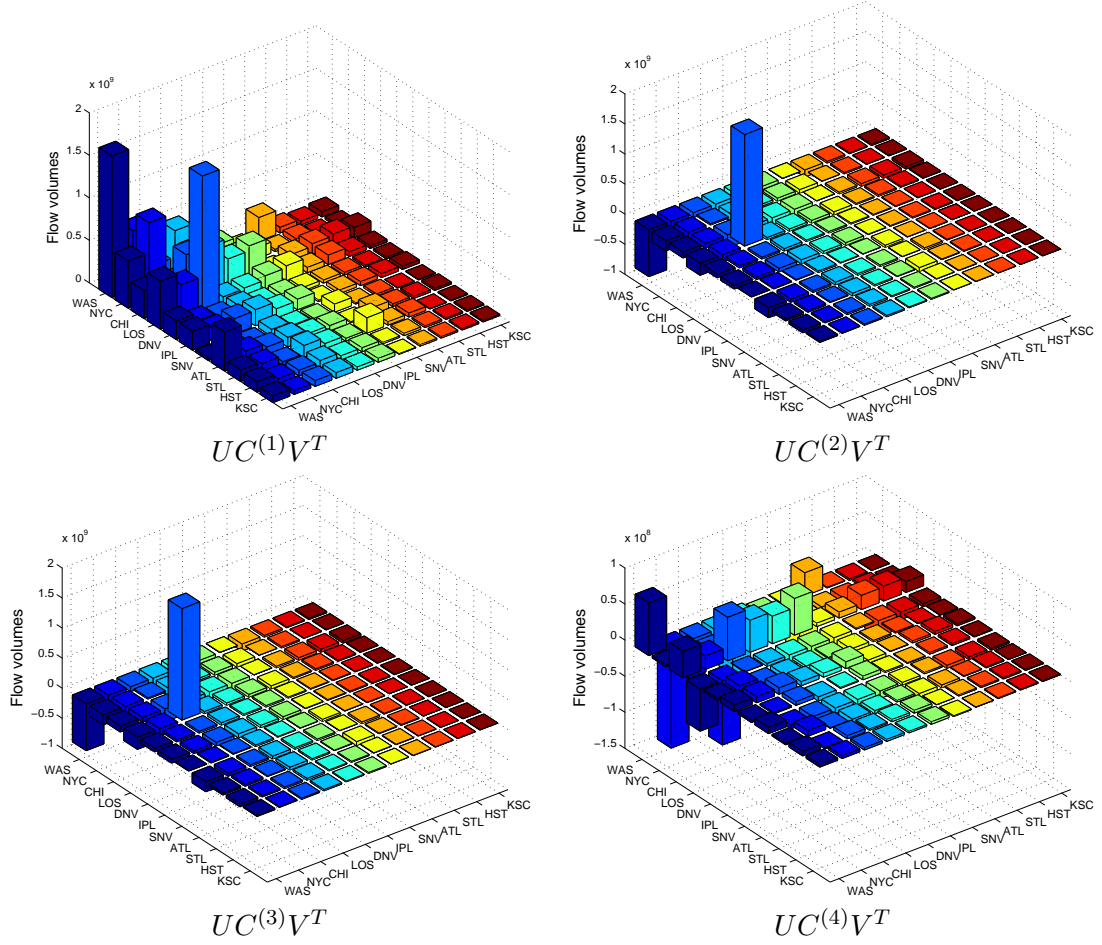 x 10^9
2
1.5
1
0.5
0
Flow volumes
WAS
NYC
CHI
LOS
DNV
IPL
SNV
ATL
STL
HST
KSC
WAS
NYC
CHI
LOS
DNV
IPL
SNV
ATL
STL
HST
KSC
UC^{(1)}V^T
x 10^9
2
1.5
1
0.5
0
−0.5
−1
Flow volumes
WAS
NYC
CHI
LOS
DNV
IPL
SNV
ATL
STL
HST
KSC
WAS
NYC
CHI
LOS
DNV
IPL
SNV
ATL
STL
HST
KSC
UC^{(2)}V^T
x 10^9
2
1.5
1
0.5
0
−0.5
−1
Flow volumes
WAS
NYC
CHI
LOS
DNV
IPL
SNV
ATL
STL
HST
KSC
WAS
NYC
CHI
LOS
DNV
IPL
SNV
ATL
STL
HST
KSC
UC^{(3)}V^T
x 10^8
1
0.5
0
−0.5
−1
−1.5
Flow volumes
WAS
NYC
CHI
LOS
DNV
IPL
SNV
ATL
STL
HST
KSC
WAS
NYC
CHI
LOS
DNV
IPL
SNV
ATL
STL
HST
KSC
UC^{(4)}V^T